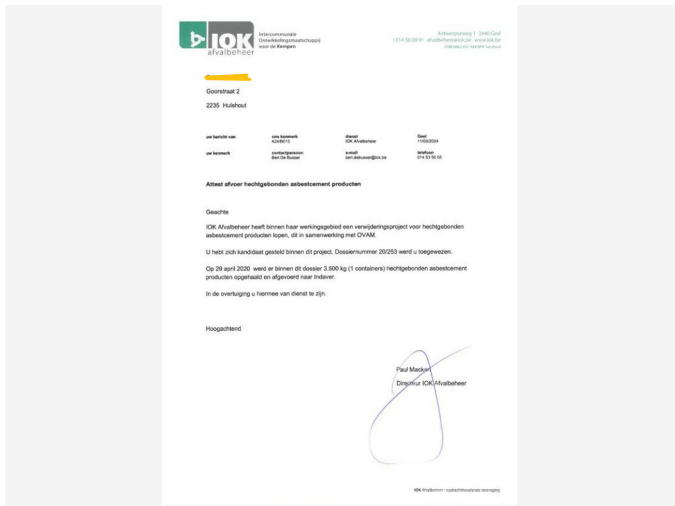 IOK
afvalbeheer
Intercommunale
Ontwikkelingsmaatschappij
voor de Kempen
Antwerpseweg 1 2440 Geel
afvalbeheer@iok.be www.iok.be
Goorstraat 2
2235 Hulshout
uw bericht van
ons kenmerk
dienst
IOK Afvalbeheer
Geel
11/03/2024
uw kenmerk
contactpersoon
Bert De Busser
e-mail
bert.debusser@iok.be
telefoon
Attest afvoer hechtgebonden asbestcement producten
Geachte
IOK Afvalbeheer heeft binnen haar werkingsgebied een verwijderingsproject voor hechtgebonden
asbestcement producten lopen, dit in samenwerking met OVAM.
U hebt zich kandidaat gesteld binnen dit project. Dossiernummer 20/253 werd u toegewezen.
Op 29 april 2020 werd er binnen dit dossier 3.500 kg (1 containers) hechtgebonden asbestcement
producten opgehaald en afgevoerd naar Indaver.
In de overtuiging u hiermee van dienst te zijn.
Hoogachtend
Paul Macken
Directeur IOK Afvalbeheer
IOK Afvalbeheer - opdrachthoudende vereniging